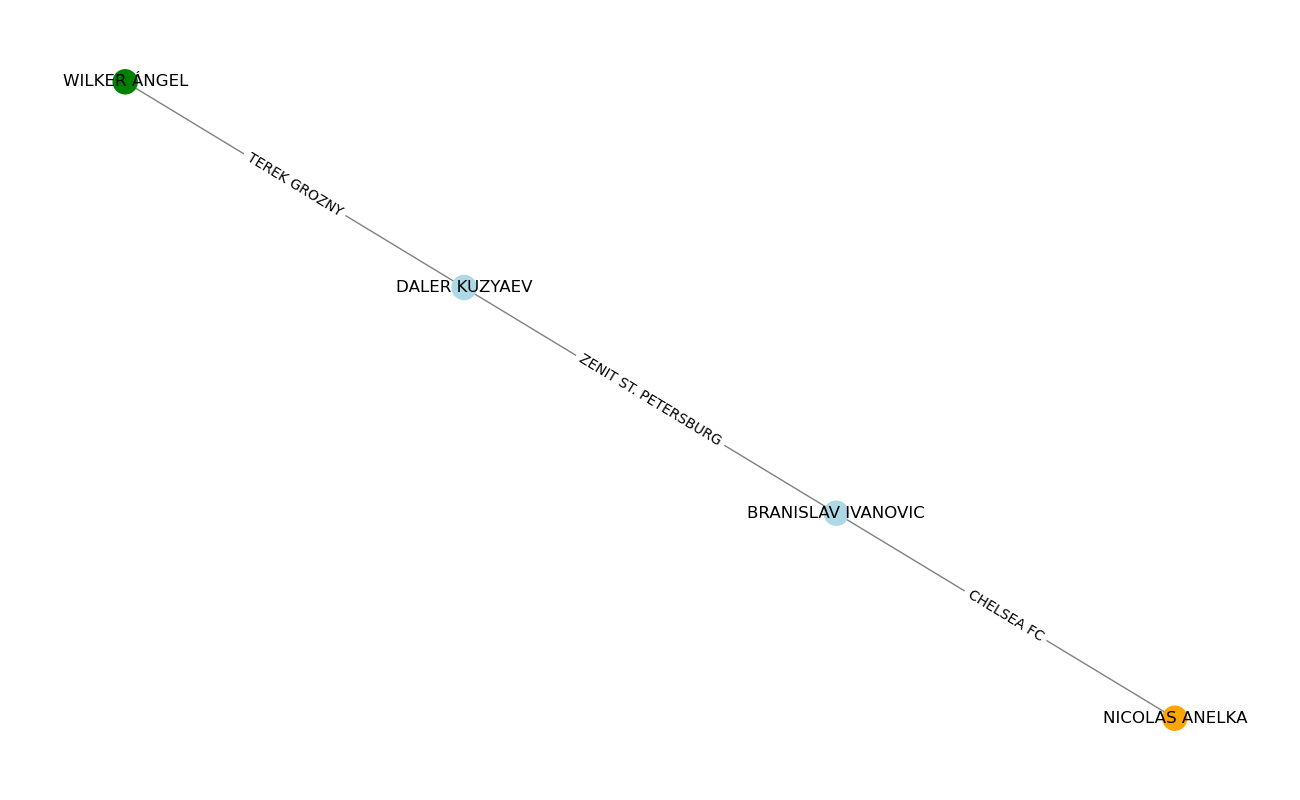 WILKER ÁNGEL
TEREK GROZNY
DALER KUZYAEV
ZENIT ST. PETERSBURG
BRANISLAV IVANOVIC
CHELSEA FC
NICOLAS ANELKA